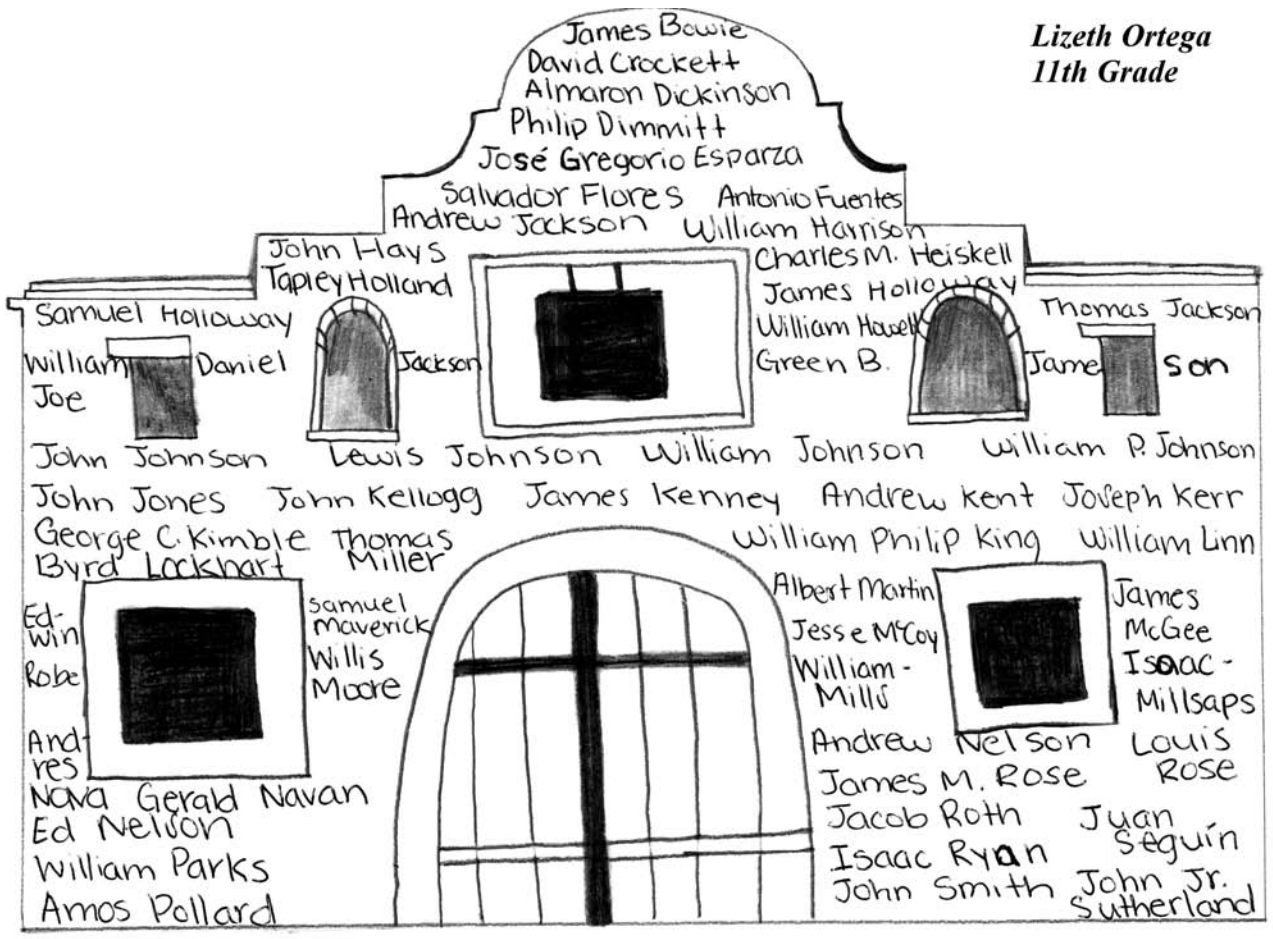 Lizeth Ortega
11th Grade
James Bowie
David Crockett
Almaron Dickinson
Philip Dimmitt
José Gregorio Esparza
Salvador Flores Antonio Fuentes
Andrew Jackson William Harrison
John Hays
Tapley Holland
Charles M. Heiskell
James Holloway
William Howell
Green B.
Jame son
Samuel Holloway
Thomas Jackson
William Daniel Jackson
Joe
John Johnson Lewis Johnson William Johnson William P. Johnson
John Jones John Kellogg James Kenney Andrew Kent Joseph Kerr
George C. Kimble Thomas
Miller
William Philip King William Linn
Byrd Lockhart
Ed-
win
Robe
Samuel
Maverick
Willis
Moore
Albert Martin
Jesse McCoy
William-
Mills
James
McGee
Isaac-
Millsaps
And-
res
Nava Gerald Navan
Ed Nelson
William Parks
Amos Pollard
Andrew Nelson
Louis
Rose
James M. Rose
Jacob Roth
Juan
Seguín
Isaac Ryan
John Smith
John Jr.
Sutherland